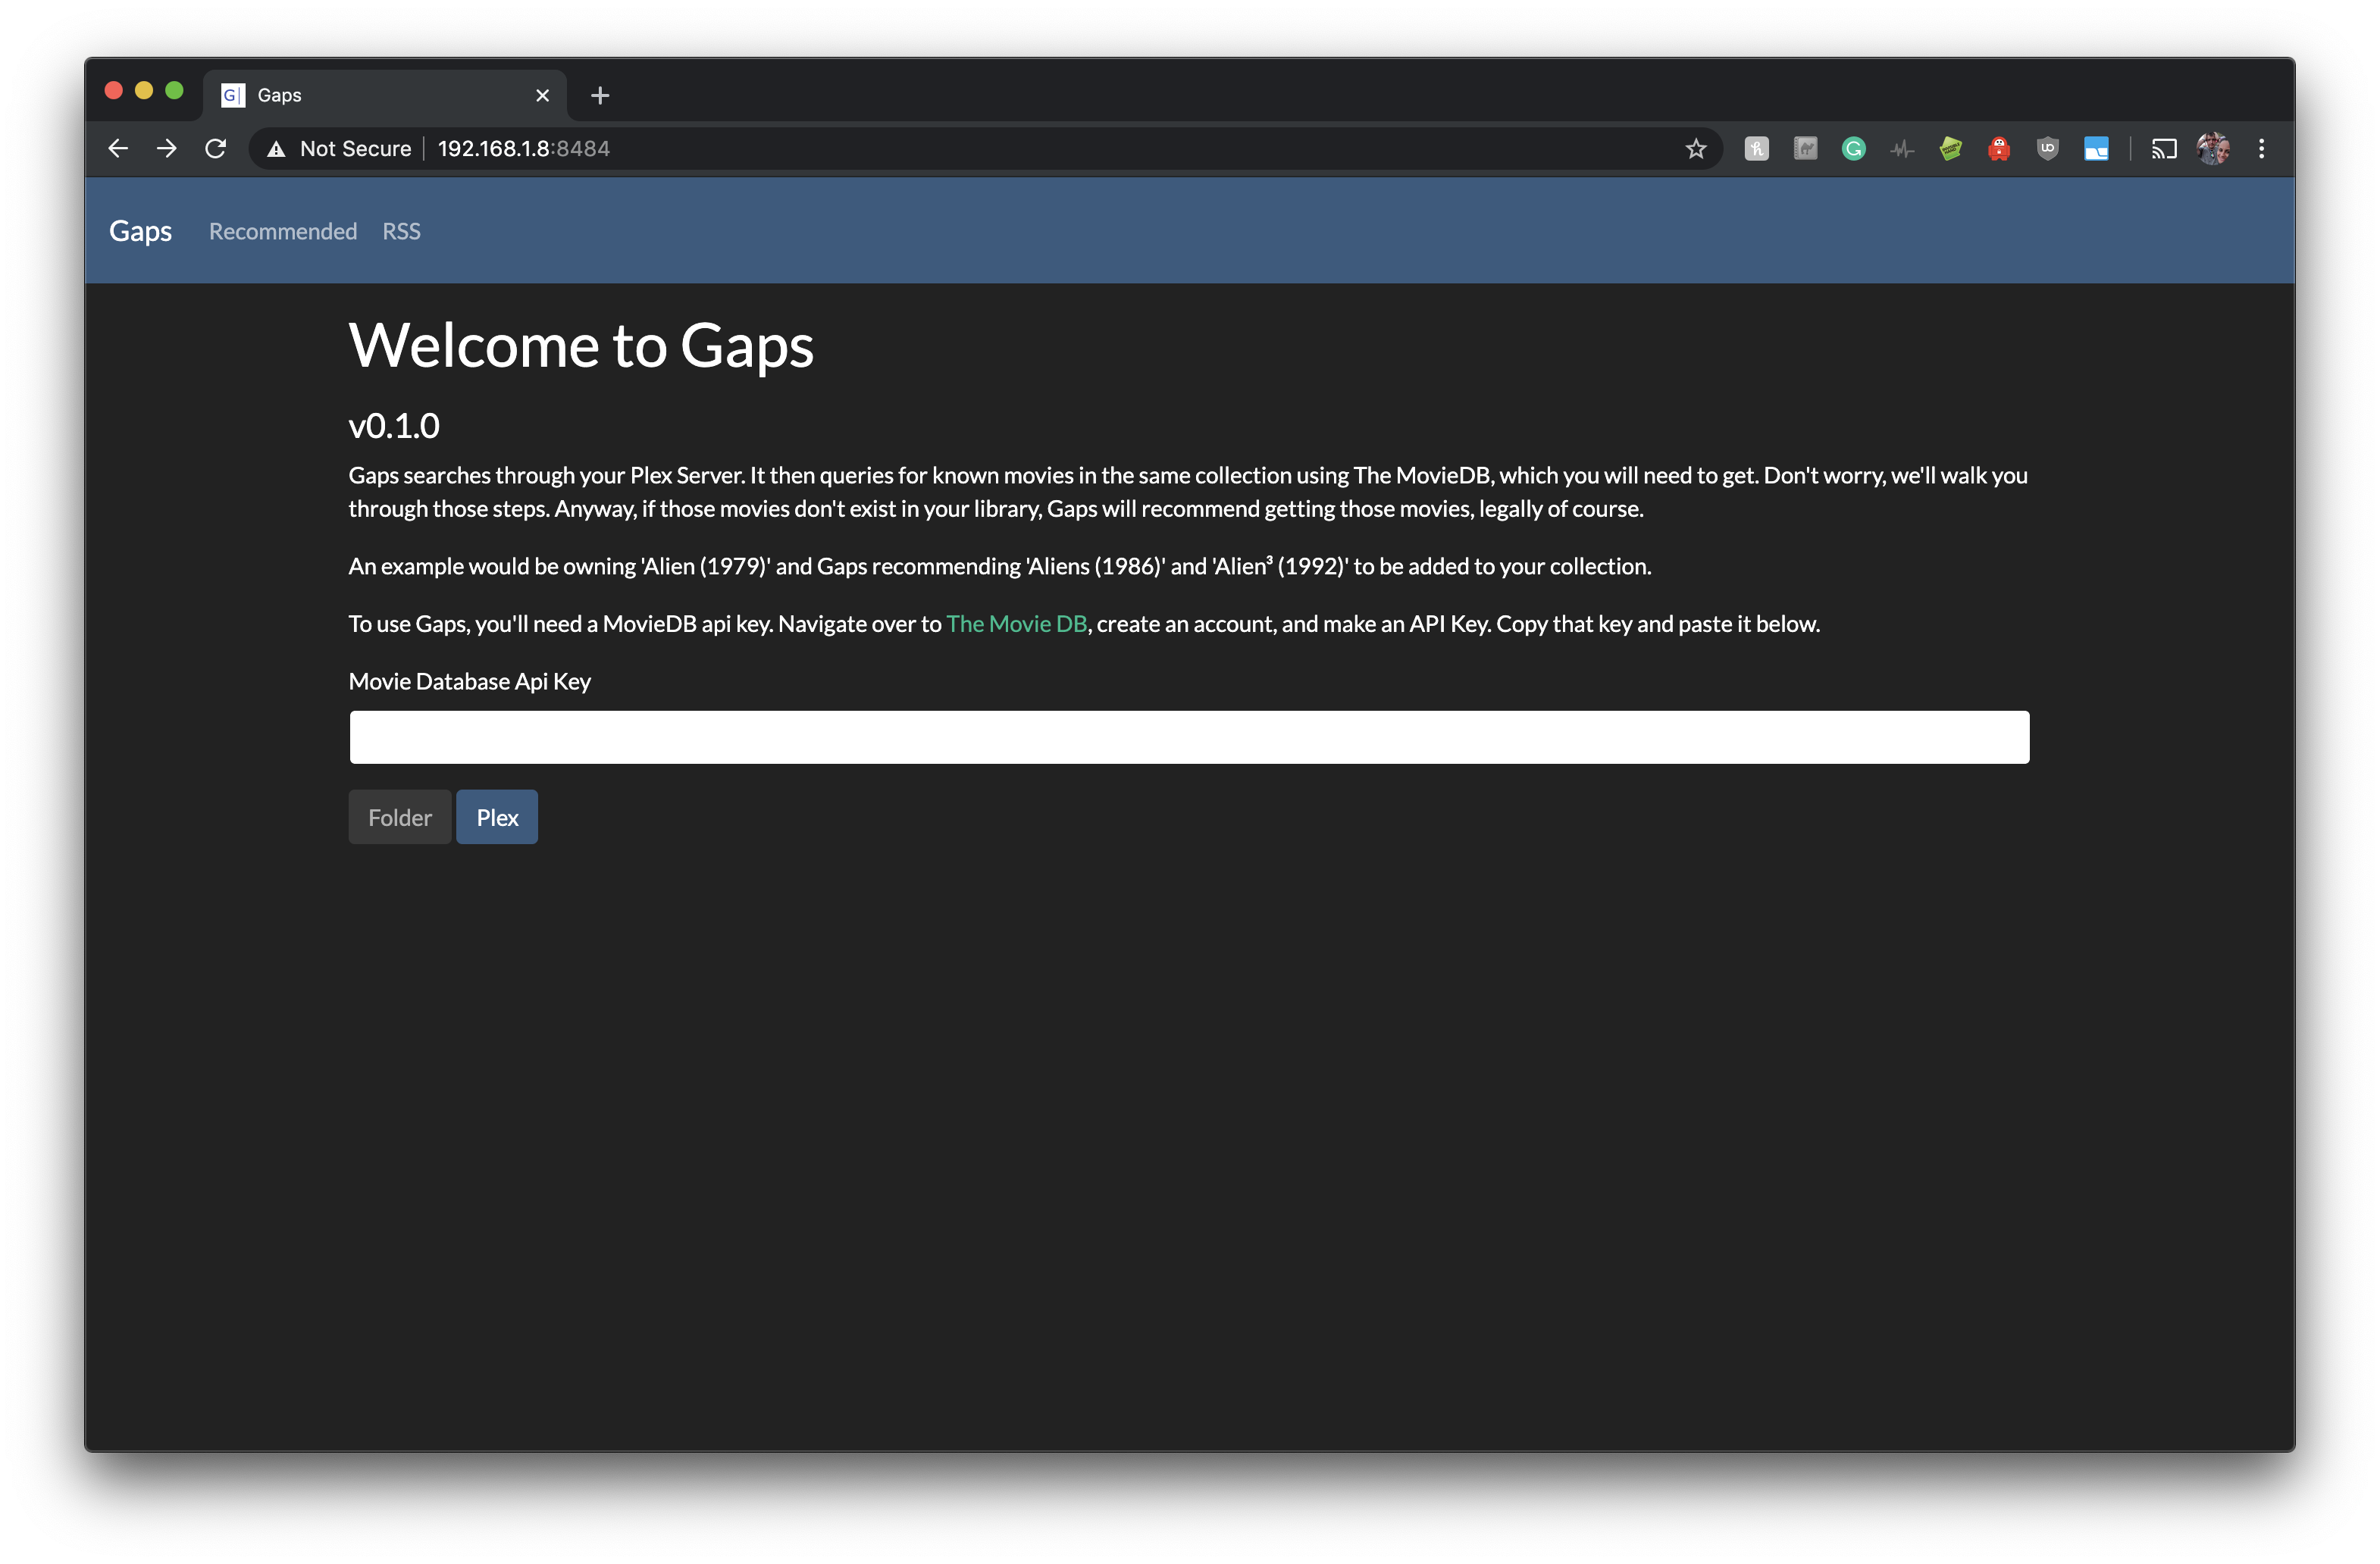 G|
Gaps
Not Secure
192.168.1.8:8484
Gaps
Recommended
RSS
Welcome to Gaps
v0.1.0
Gaps searches through your Plex Server. It then queries for known movies in the same collection using The MovieDB, which you will need to get. Don't worry, we'll walk you
through those steps. Anyway, if those movies don't exist in your library, Gaps will recommend getting those movies, legally of course.
An example would be owning 'Alien (1979)' and Gaps recommending 'Aliens (1986)' and 'Alien³ (1992)' to be added to your collection.
To use Gaps, you'll need a MovieDB api key. Navigate over to The Movie DB, create an account, and make an API Key. Copy that key and paste it below.
Movie Database Api Key
Folder
Plex